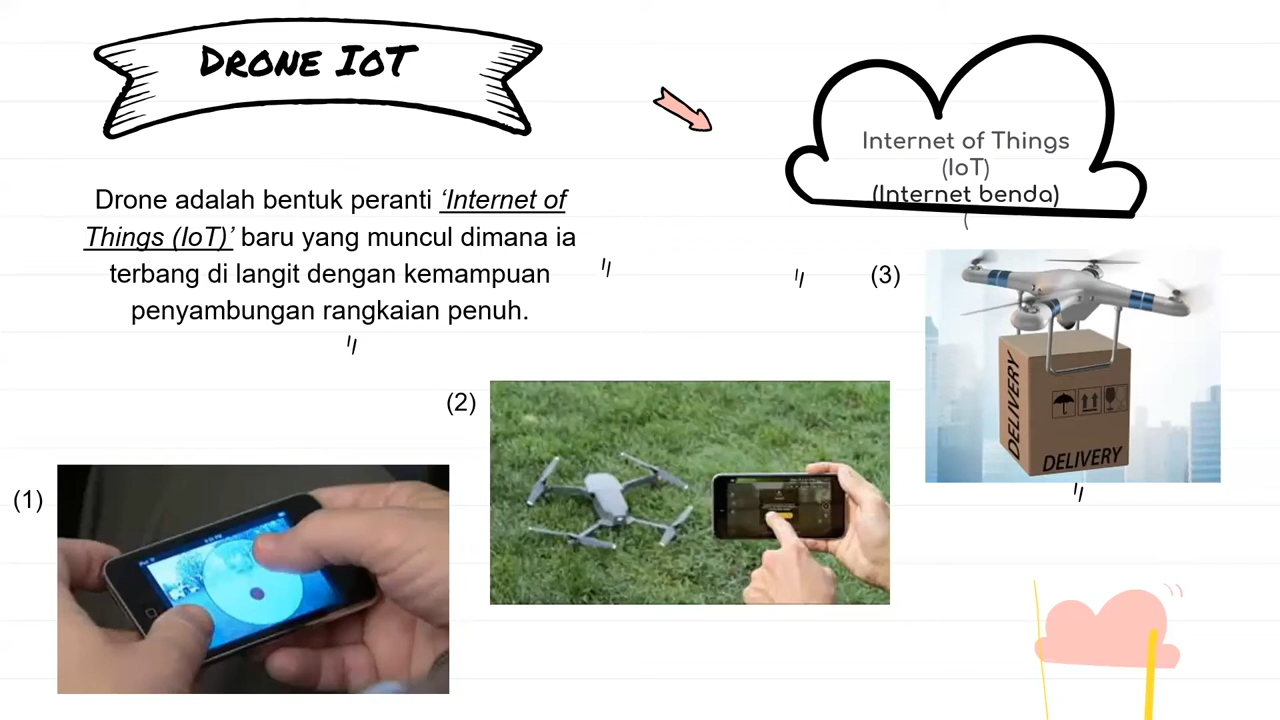 DRONE IOT
Internet of Things
(IoT)
(Internet benda)
(
Drone adalah bentuk peranti ‘Internet of
Things (IoT)’ baru yang muncul dimana ia
terbang di langit dengan kemampuan
penyambungan rangkaian penuh.
(3)
DELIVERY
DELIVERY
(2)
(1)